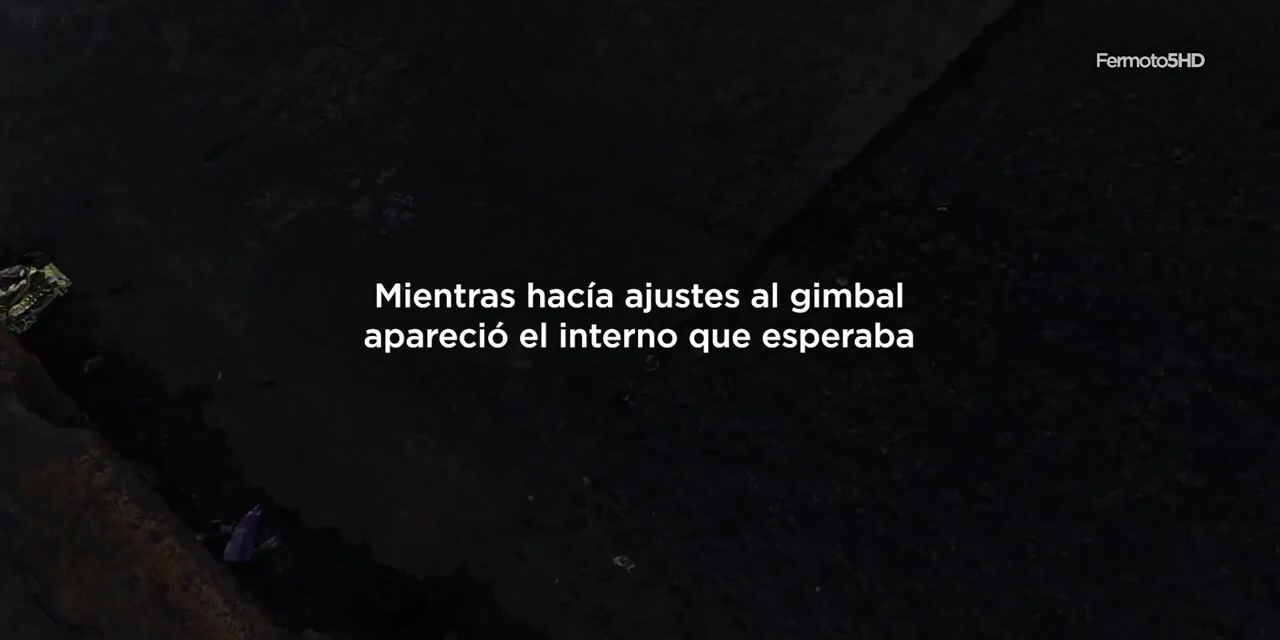 Fermoto5HD
Mientras hacía ajustes al gimbal
apareció el interno que esperaba